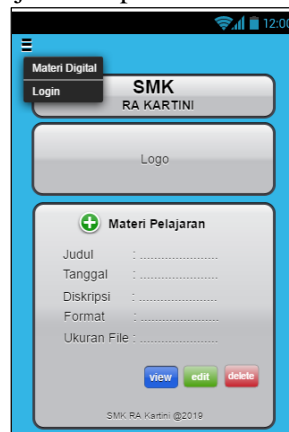 12:00
Materi Digital
Login
SMK
RA KARTINI
Logo
Materi Pelajaran
Judul : ......................
Tanggal : ......................
Diskripsi : ......................
Format : ......................
Ukuran File : ......................
view edit delete
SMK RA Kartini @2019